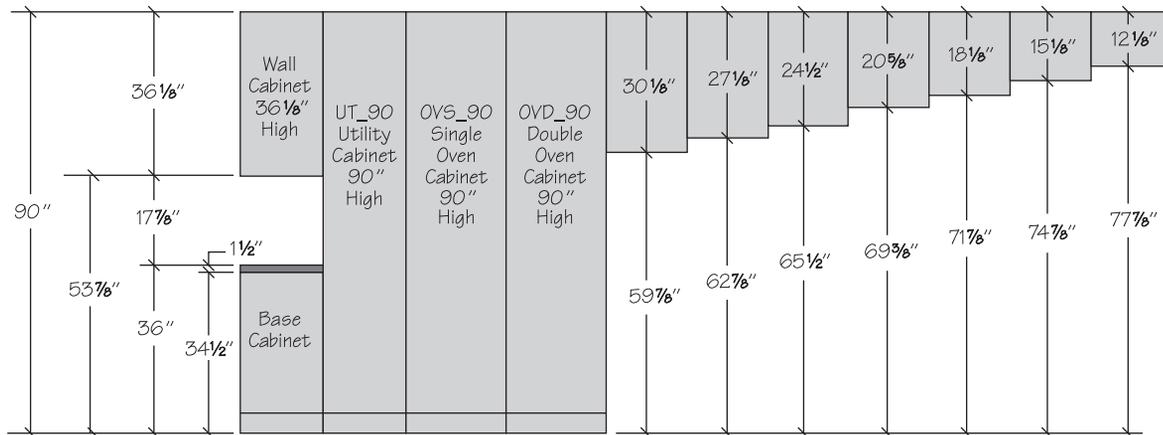 36⅛"
90"
17⅞"
1½"
53⅞"
36"
34½"
Wall
Cabinet
36⅛"
High
Base
Cabinet
UT_90
Utility
Cabinet
90"
High
OVS_90
Single
Oven
Cabinet
90"
High
OVD_90
Double
Oven
Cabinet
90"
High
30⅛"
27⅛"
24½"
20⅝"
18⅛"
15⅛"
12⅛"
59⅞"
62⅞"
65½"
69⅜"
71⅞"
74⅞"
77⅞"